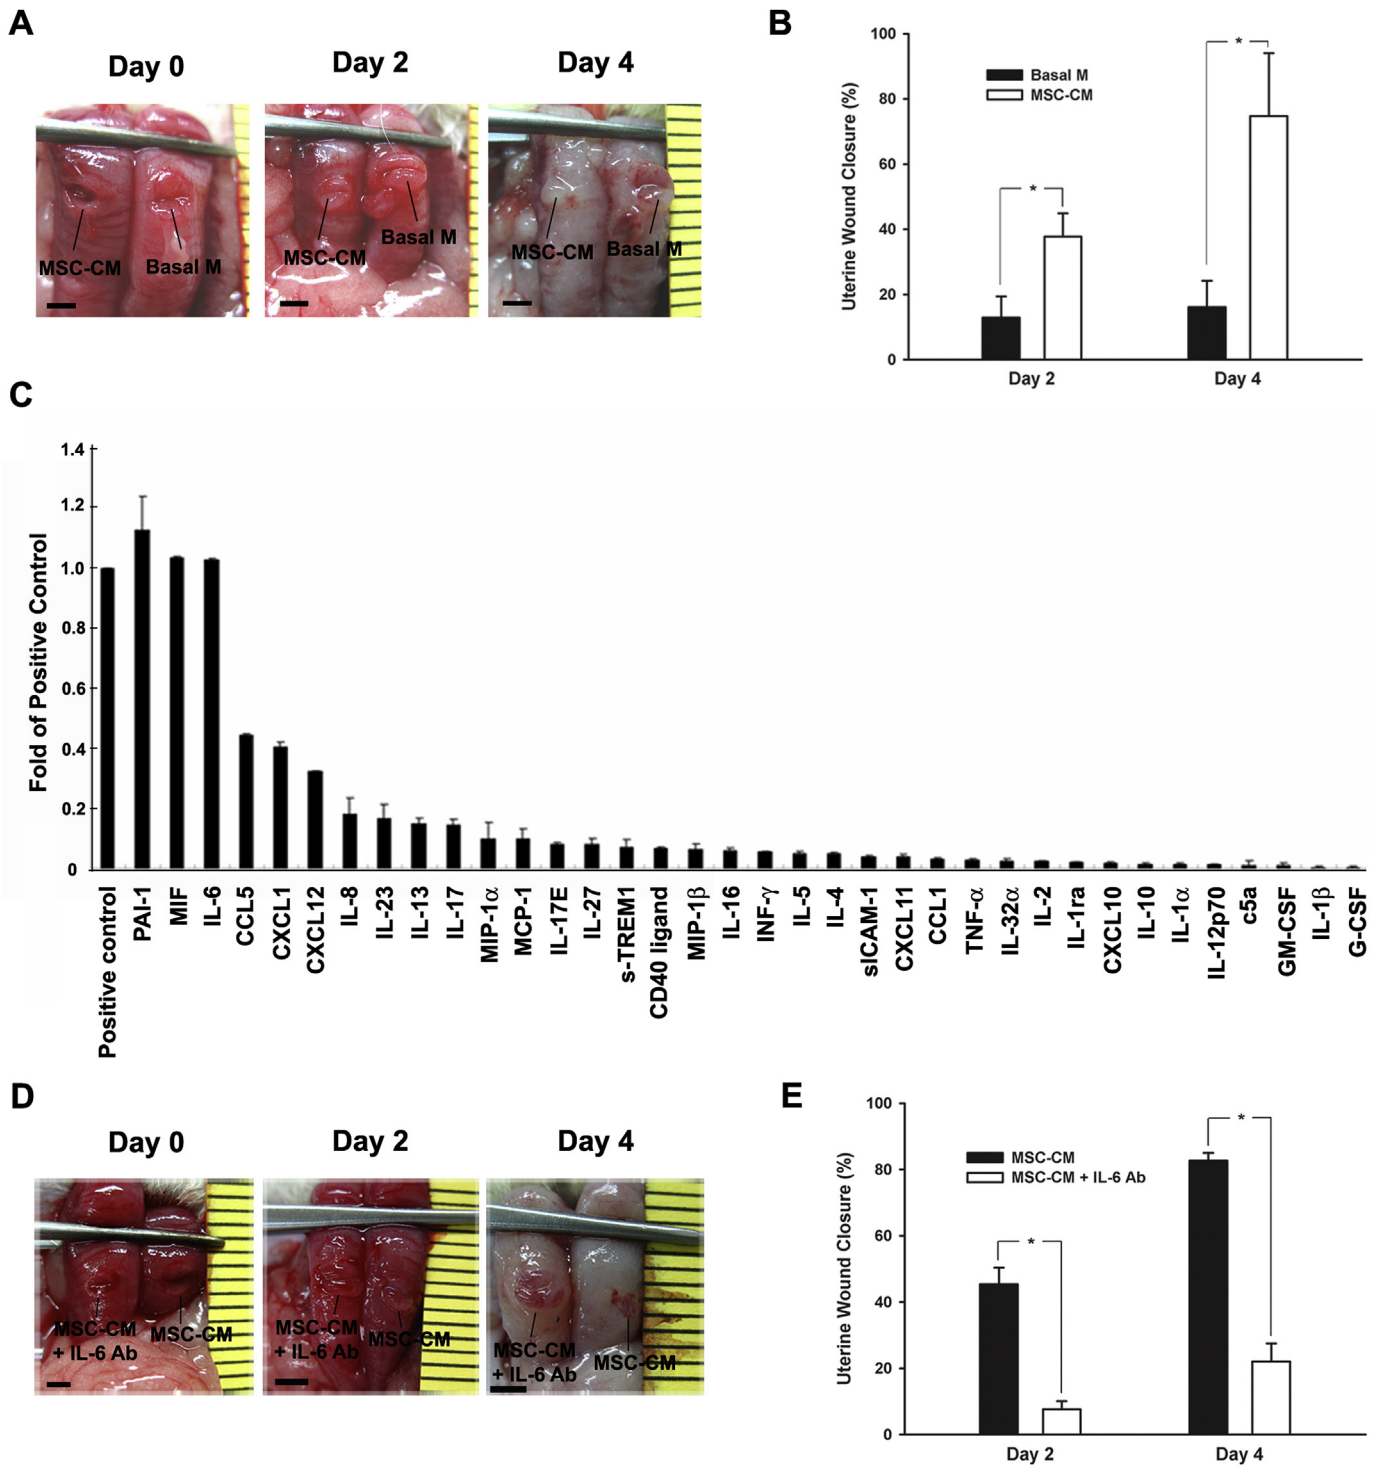 A
Day 0
Day 2
Day 4
MSC-CM
Basal M
MSC-CM
Basal M
MSC-CM
Basal M
B
Uterine Wound Closure (%)
100
80
60
40
20
0
Basal M
MSC-CM
*
*
Day 2
Day 4
C
Fold of Positive Control
1.4
1.2
1.0
0.8
0.6
0.4
0.2
0
Positive control
PAI-1
MIF
IL-6
CCL5
CXCL1
CXCL12
IL-8
IL-23
IL-13
IL-17
MIP-1α
MCP-1
IL-17E
IL-27
s-TREM1
CD40 ligand
MIP-1β
IL-16
INF-γ
IL-5
IL-4
sICAM-1
CXCL11
CCL1
TNF-α
IL-32α
IL-2
IL-1ra
CXCL10
IL-10
IL-1α
IL-12p70
c5a
GM-CSF
IL-1β
G-CSF
D
Day 0
Day 2
Day 4
MSC-CM
+ IL-6 Ab
MSC-CM
MSC-CM
+ IL-6 Ab
MSC-CM
MSC-CM
+ IL-6 Ab
MSC-CM
E
Uterine Wound Closure (%)
100
80
60
40
20
0
MSC-CM
MSC-CM + IL-6 Ab
*
*
Day 2
Day 4